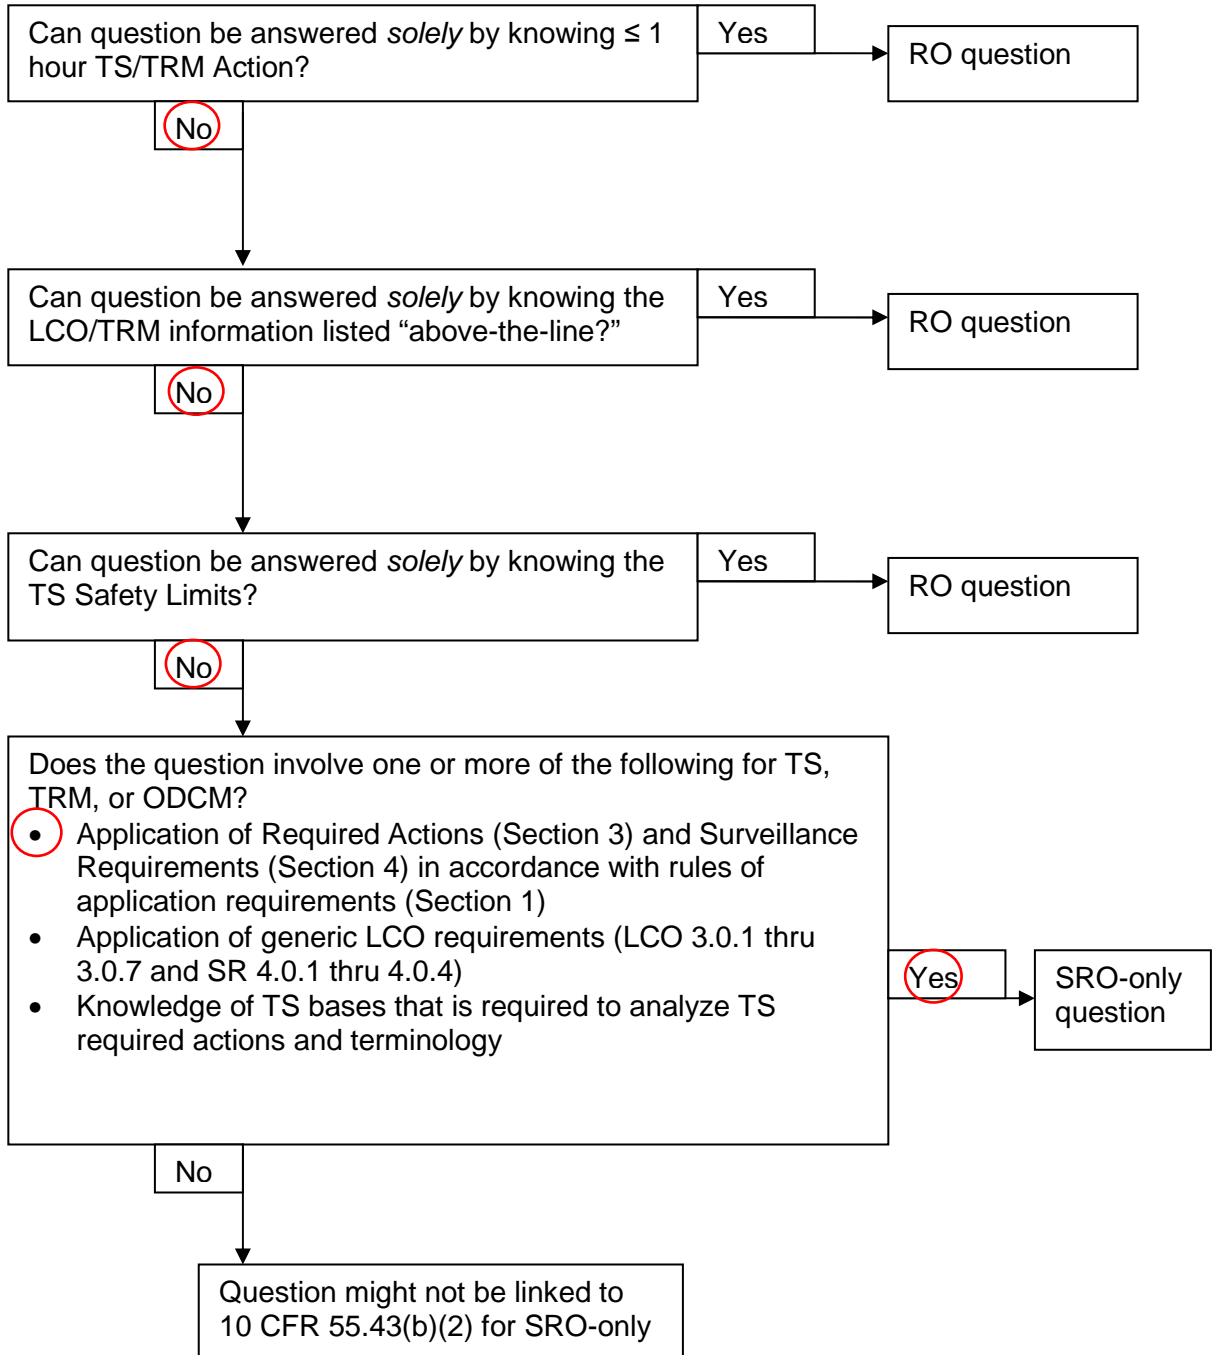 Can question be answered solely by knowing ≤ 1
hour TS/TRM Action?
Yes
RO question
No
Can question be answered solely by knowing the
LCO/TRM information listed “above-the-line?”
Yes
RO question
No
Can question be answered solely by knowing the
TS Safety Limits?
Yes
RO question
No
Does the question involve one or more of the following for TS,
TRM, or ODCM?
• Application of Required Actions (Section 3) and Surveillance
Requirements (Section 4) in accordance with rules of
application requirements (Section 1)
• Application of generic LCO requirements (LCO 3.0.1 thru
3.0.7 and SR 4.0.1 thru 4.0.4)
• Knowledge of TS bases that is required to analyze TS
required actions and terminology
Yes
SRO-only
question
No
Question might not be linked to
10 CFR 55.43(b)(2) for SRO-only